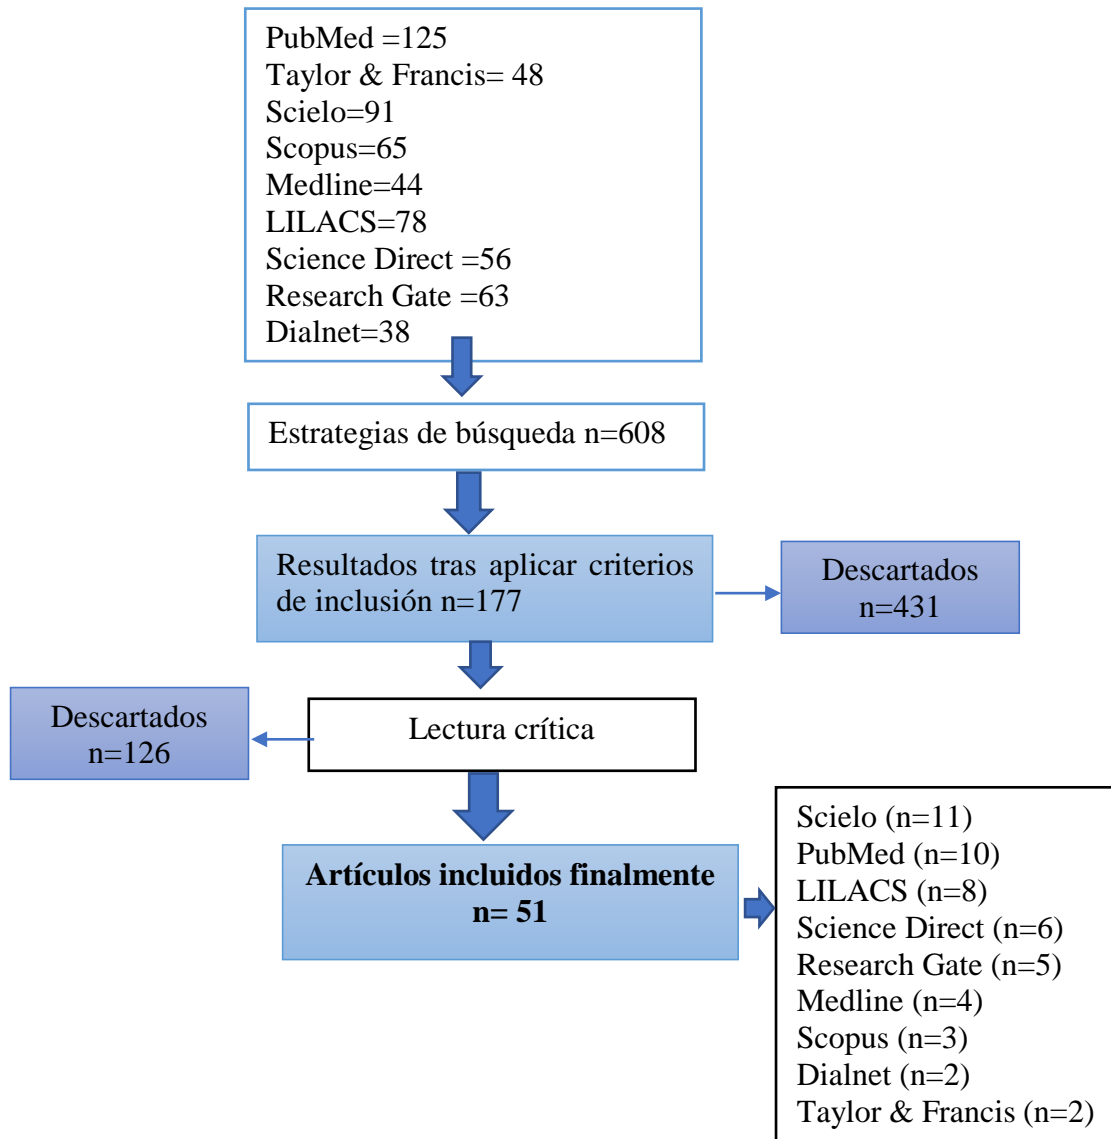 PubMed =125
Taylor & Francis= 48
Scielo=91
Scopus=65
Medline=44
LILACS=78
Science Direct =56
Research Gate =63
Dialnet=38
Estrategias de búsqueda n=608
Resultados tras aplicar criterios
de inclusión n=177
Descartados
n=431
Descartados
n=126
Lectura crítica
Artículos incluidos finalmente
n= 51
Scielo (n=11)
PubMed (n=10)
LILACS (n=8)
Science Direct (n=6)
Research Gate (n=5)
Medline (n=4)
Scopus (n=3)
Dialnet (n=2)
Taylor & Francis (n=2)